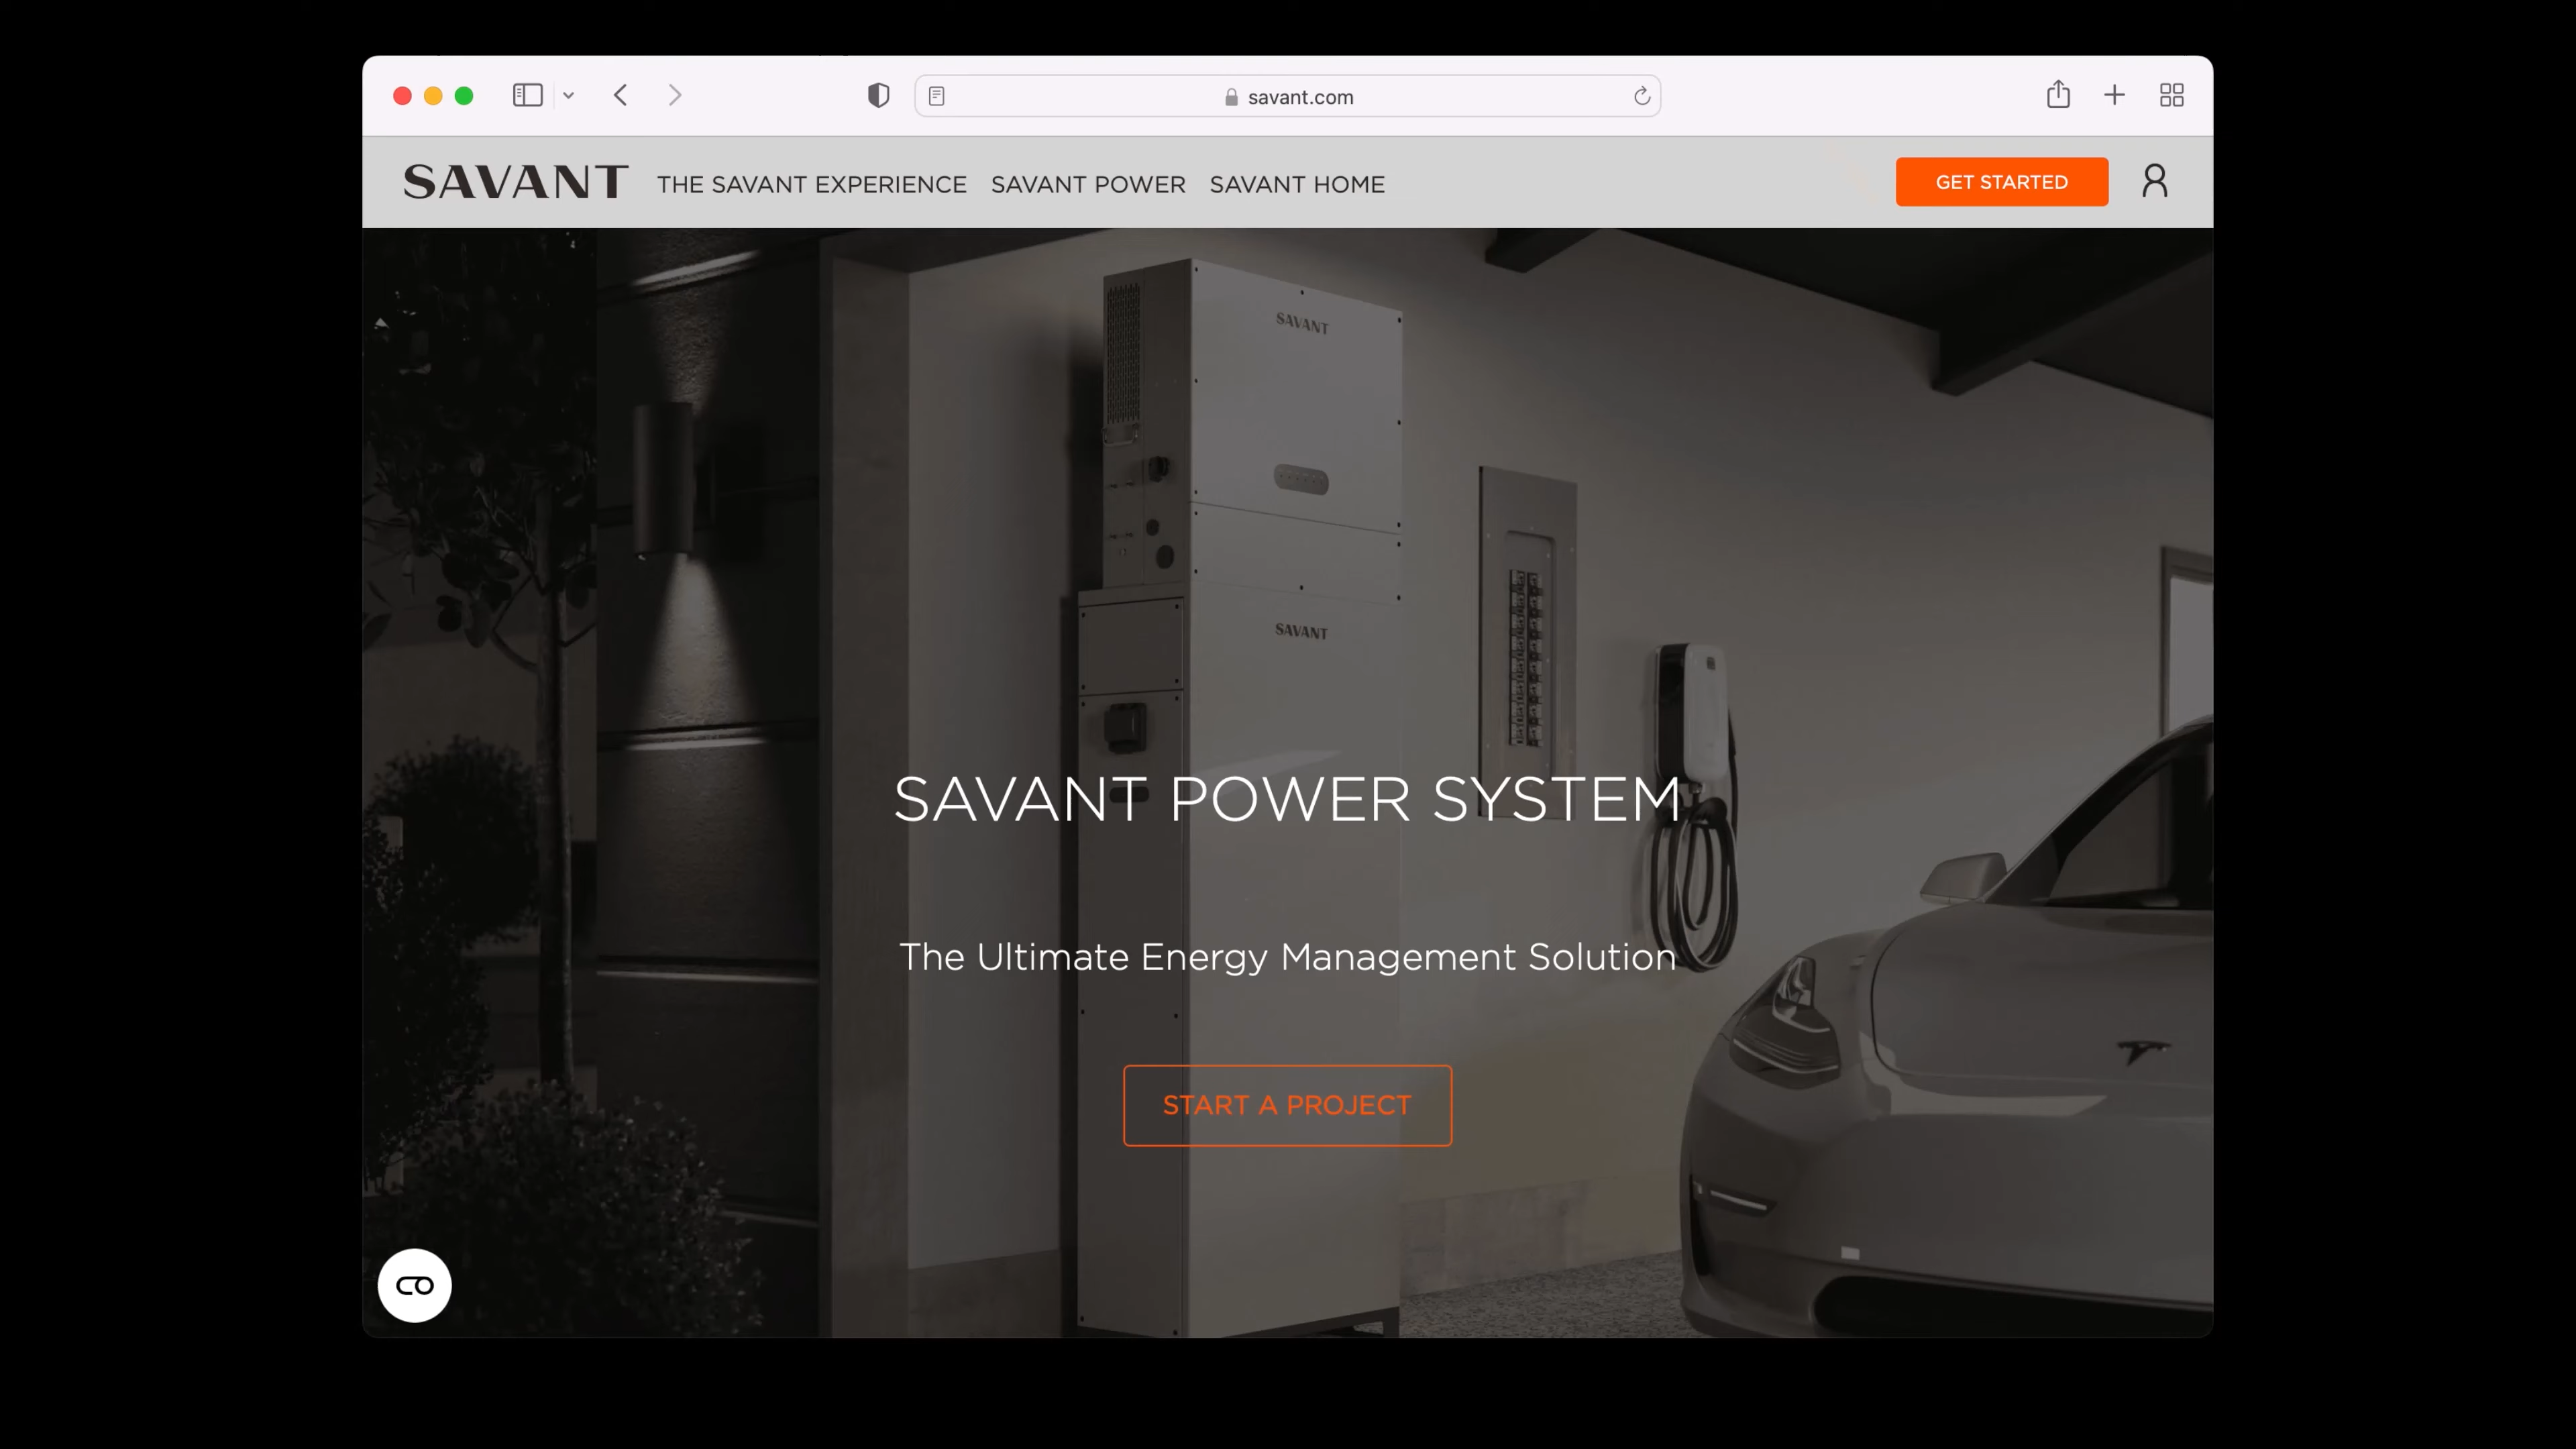 savant.com
SAVANT THE SAVANT EXPERIENCE SAVANT POWER SAVANT HOME GET STARTED
SAVANT
SAVANT
SAVANT POWER SYSTEM
The Ultimate Energy Management Solution
START A PROJECT